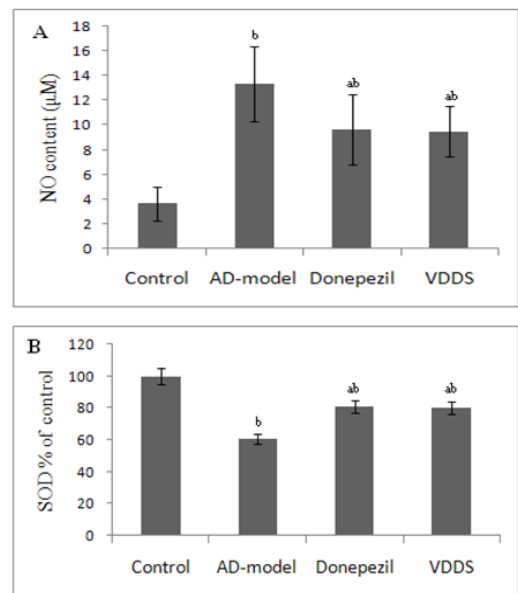 A
NO content (µM)
18
16
14
12
10
8
6
4
2
0
b
ab
ab
Control AD-model Donepezil VDDS
B
SOD % of control
120
100
80
60
40
20
0
b
ab
ab
Control AD-model Donepezil VDDS